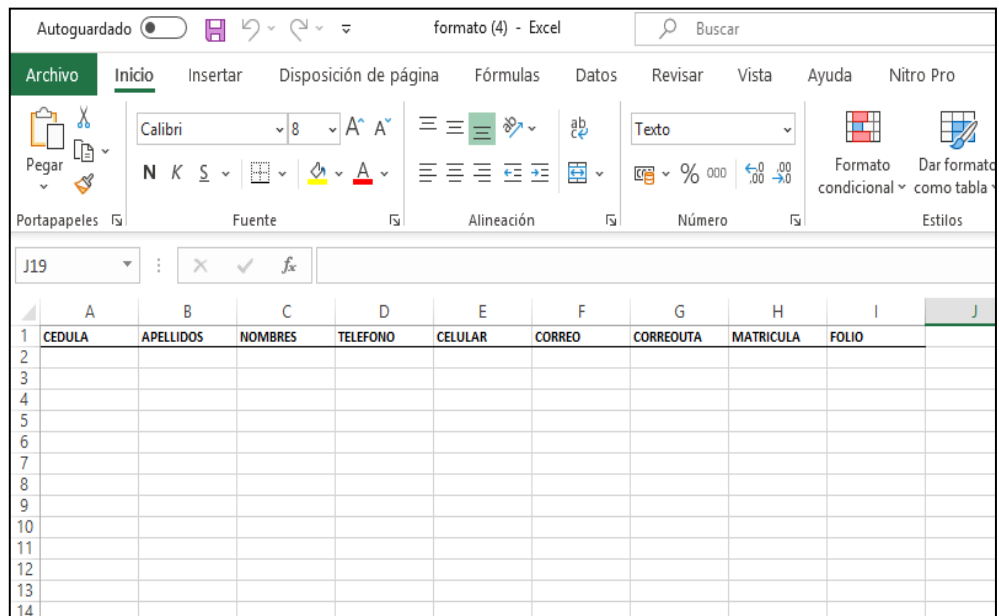 Autoguardado formato (4) - Excel Buscar
Archivo Inicio Insertar Disposición de página Fórmulas Datos Revisar Vista Ayuda Nitro Pro
Pegar
Calibri 8 A A ab Texto
N K S A % 000
Formato condicional
Dar formato como tabla
Portapapeles Fuente Alineación Número Estilos
J19 fx
A B C D E F G H I J
1 CEDULA APELLIDOS NOMBRES TELEFONO CELULAR CORREO CORREOUTA MATRICULA FOLIO
2
3
4
5
6
7
8
9
10
11
12
13
14